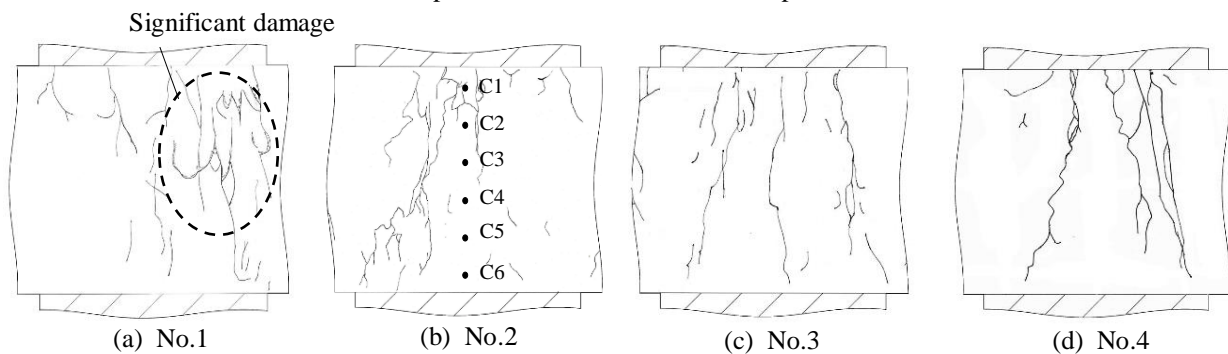 Significant damage
C1
C2
C3
C4
C5
C6
(a) No.1
(b) No.2
(c) No.3
(d) No.4